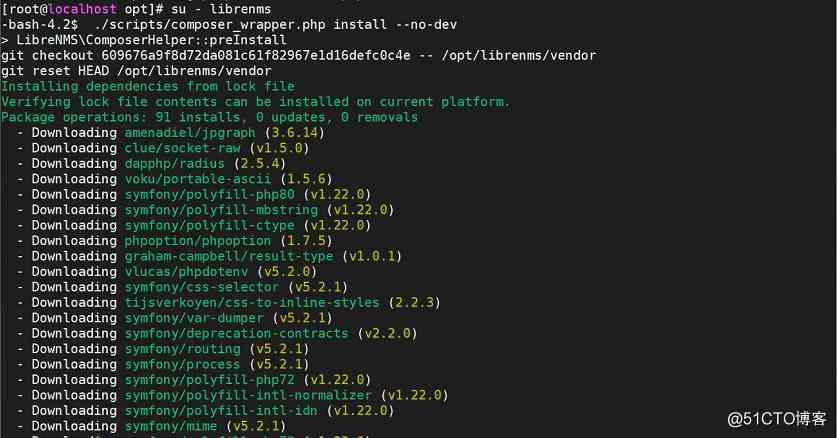 [root@localhost opt]# su - librenms
-bash-4.2$  ./scripts/composer_wrapper.php install --no-dev
> LibreNMS\ComposerHelper::preInstall
git checkout 609676a9f8d72da081c61f82967e1d16defc0c4e -- /opt/librenms/vendor
git reset HEAD /opt/librenms/vendor
Installing dependencies from lock file
Verifying lock file contents can be installed on current platform.
Package operations: 91 installs, 0 updates, 0 removals
- Downloading amenadiel/jpgraph (3.6.14)
- Downloading clue/socket-raw (v1.5.0)
- Downloading dapphp/radius (2.5.4)
- Downloading voku/portable-ascii (1.5.6)
- Downloading symfony/polyfill-php80 (v1.22.0)
- Downloading symfony/polyfill-mbstring (v1.22.0)
- Downloading symfony/polyfill-ctype (v1.22.0)
- Downloading phpoption/phpoption (1.7.5)
- Downloading graham-campbell/result-type (v1.0.1)
- Downloading vlucas/phpdotenv (v5.2.0)
- Downloading symfony/css-selector (v5.2.1)
- Downloading tijsverkoyen/css-to-inline-styles (2.2.3)
- Downloading symfony/var-dumper (v5.2.1)
- Downloading symfony/deprecation-contracts (v2.2.0)
- Downloading symfony/routing (v5.2.1)
- Downloading symfony/process (v5.2.1)
- Downloading symfony/polyfill-php72 (v1.22.0)
- Downloading symfony/polyfill-intl-normalizer (v1.22.0)
- Downloading symfony/polyfill-intl-idn (v1.22.0)
- Downloading symfony/mime (v5.2.1)
@51CTO博客